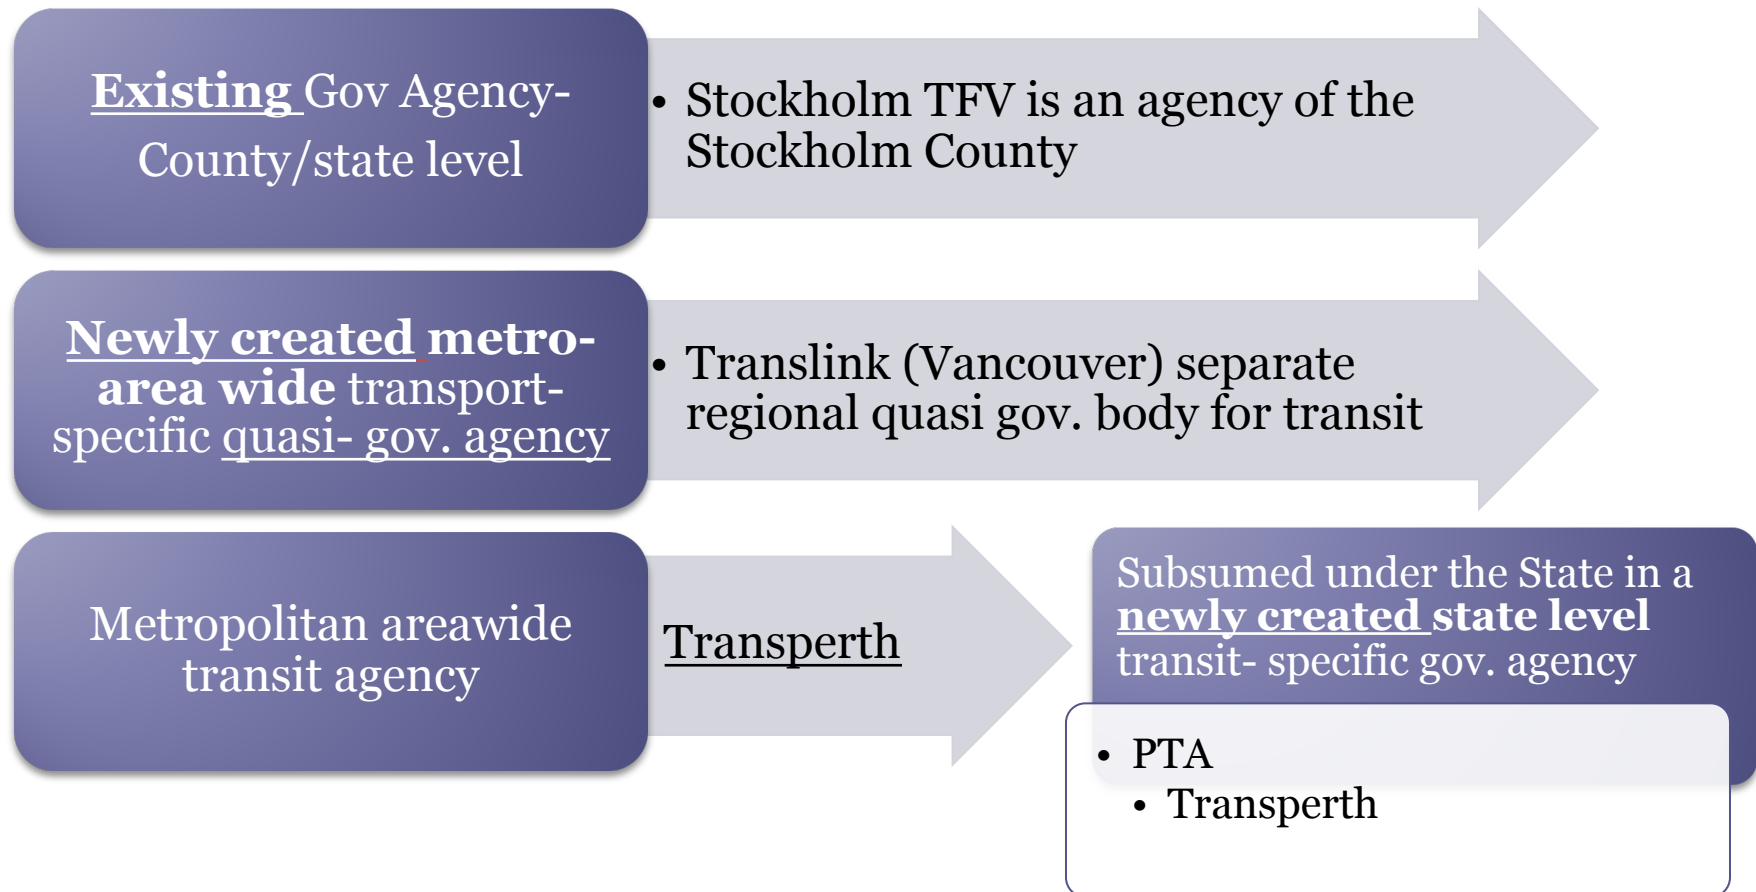 Existing Gov Agency-
County/state level
• Stockholm TFV is an agency of the
Stockholm County
Newly created metro-
area wide transport-
specific quasi- gov. agency
• Translink (Vancouver) separate
regional quasi gov. body for transit
Metropolitan areawide
transit agency
Transperth
Subsumed under the State in a
newly created state level
transit- specific gov. agency
• PTA
• Transperth